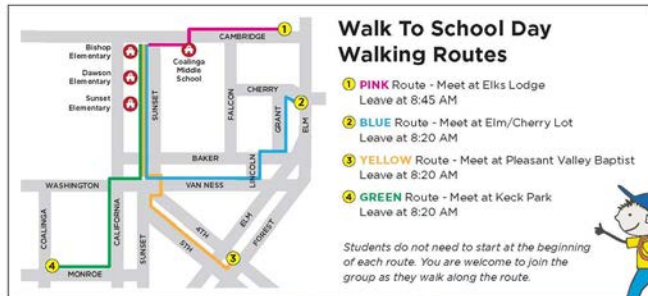 Walk To School Day
Walking Routes
1 PINK Route - Meet at Elks Lodge
Leave at 8:45 AM
2 BLUE Route - Meet at Elm/Cherry Lot
Leave at 8:20 AM
3 YELLOW Route - Meet at Pleasant Valley Baptist
Leave at 8:20 AM
4 GREEN Route - Meet at Keck Park
Leave at 8:20 AM
Students do not need to start at the beginning
of each route. You are welcome to join the
group as they walk along the route.
1
CAMBRIDGE
Bishop
Elementary
Dawson
Elementary
Sunset
Elementary
Coalinga
Middle
School
SUNSET
FALCON
CHERRY
2
GRANT
ELM
BAKER
LINCOLN
WASHINGTON
VAN NESS
COALINGA
CALIFORNIA
SUNSET
4TH
5TH
ELM
FOREST
3
4
MONROE